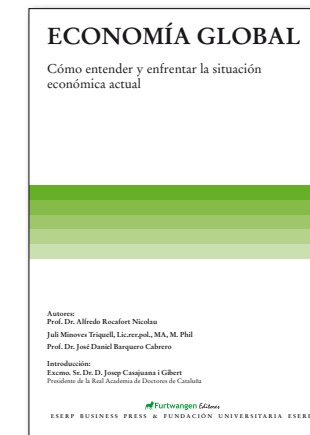 ECONOMÍA GLOBAL
Cómo entender y enfrentar la situación
económica actual
Autores:
Prof. Dr. Alfredo Rocafort Nicolau
Juli Minoves Triquell, Lic.rer.pol., MA, M. Phil
Prof. Dr. José Daniel Barquero Cabrero
Introducción:
Excmo. Sr. Dr. D. Josep Casajuana i Gibert
Presidente de la Real Academia de Doctores de Cataluña
Furtwangen Editores
ESERP BUSINESS PRESS & FUNDACIÓN UNIVERSITARIA ESERP